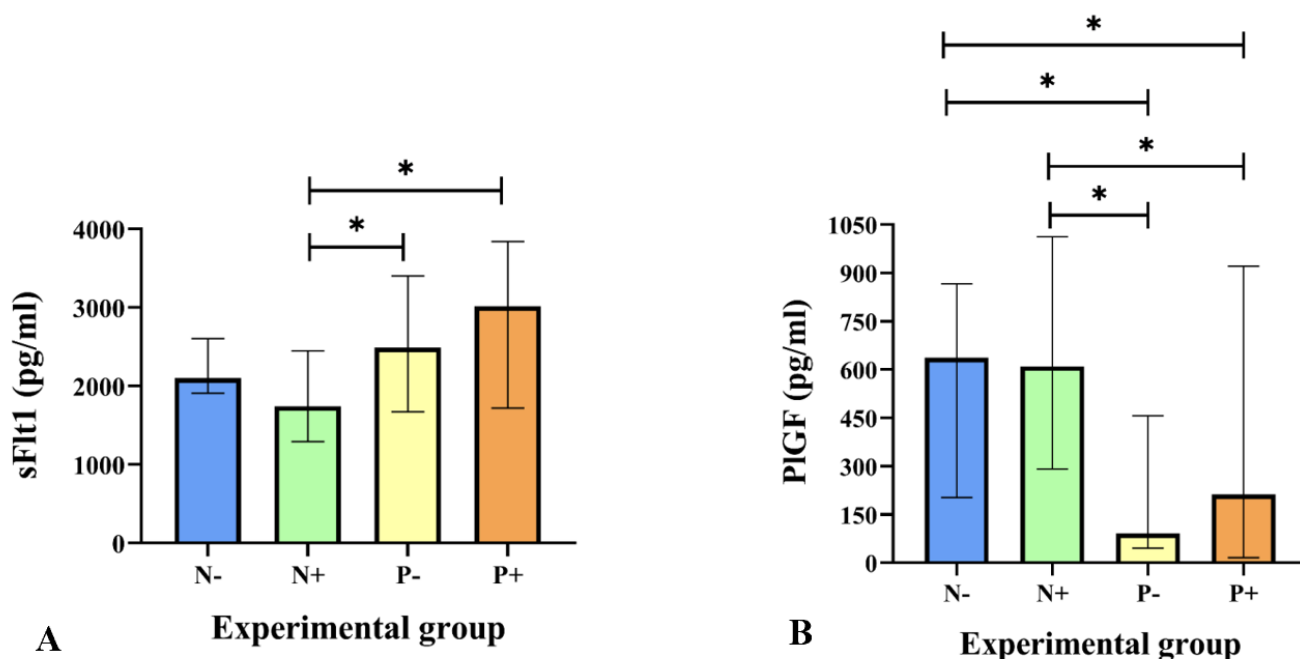 *
*
sFlt1 (pg/ml)
4000
3000
2000
1000
0
N- N+ P- P+
Experimental group
A
*
*
*
*
PlGF (pg/ml)
1050
900
750
600
450
300
150
0
N- N+ P- P+
Experimental group
B